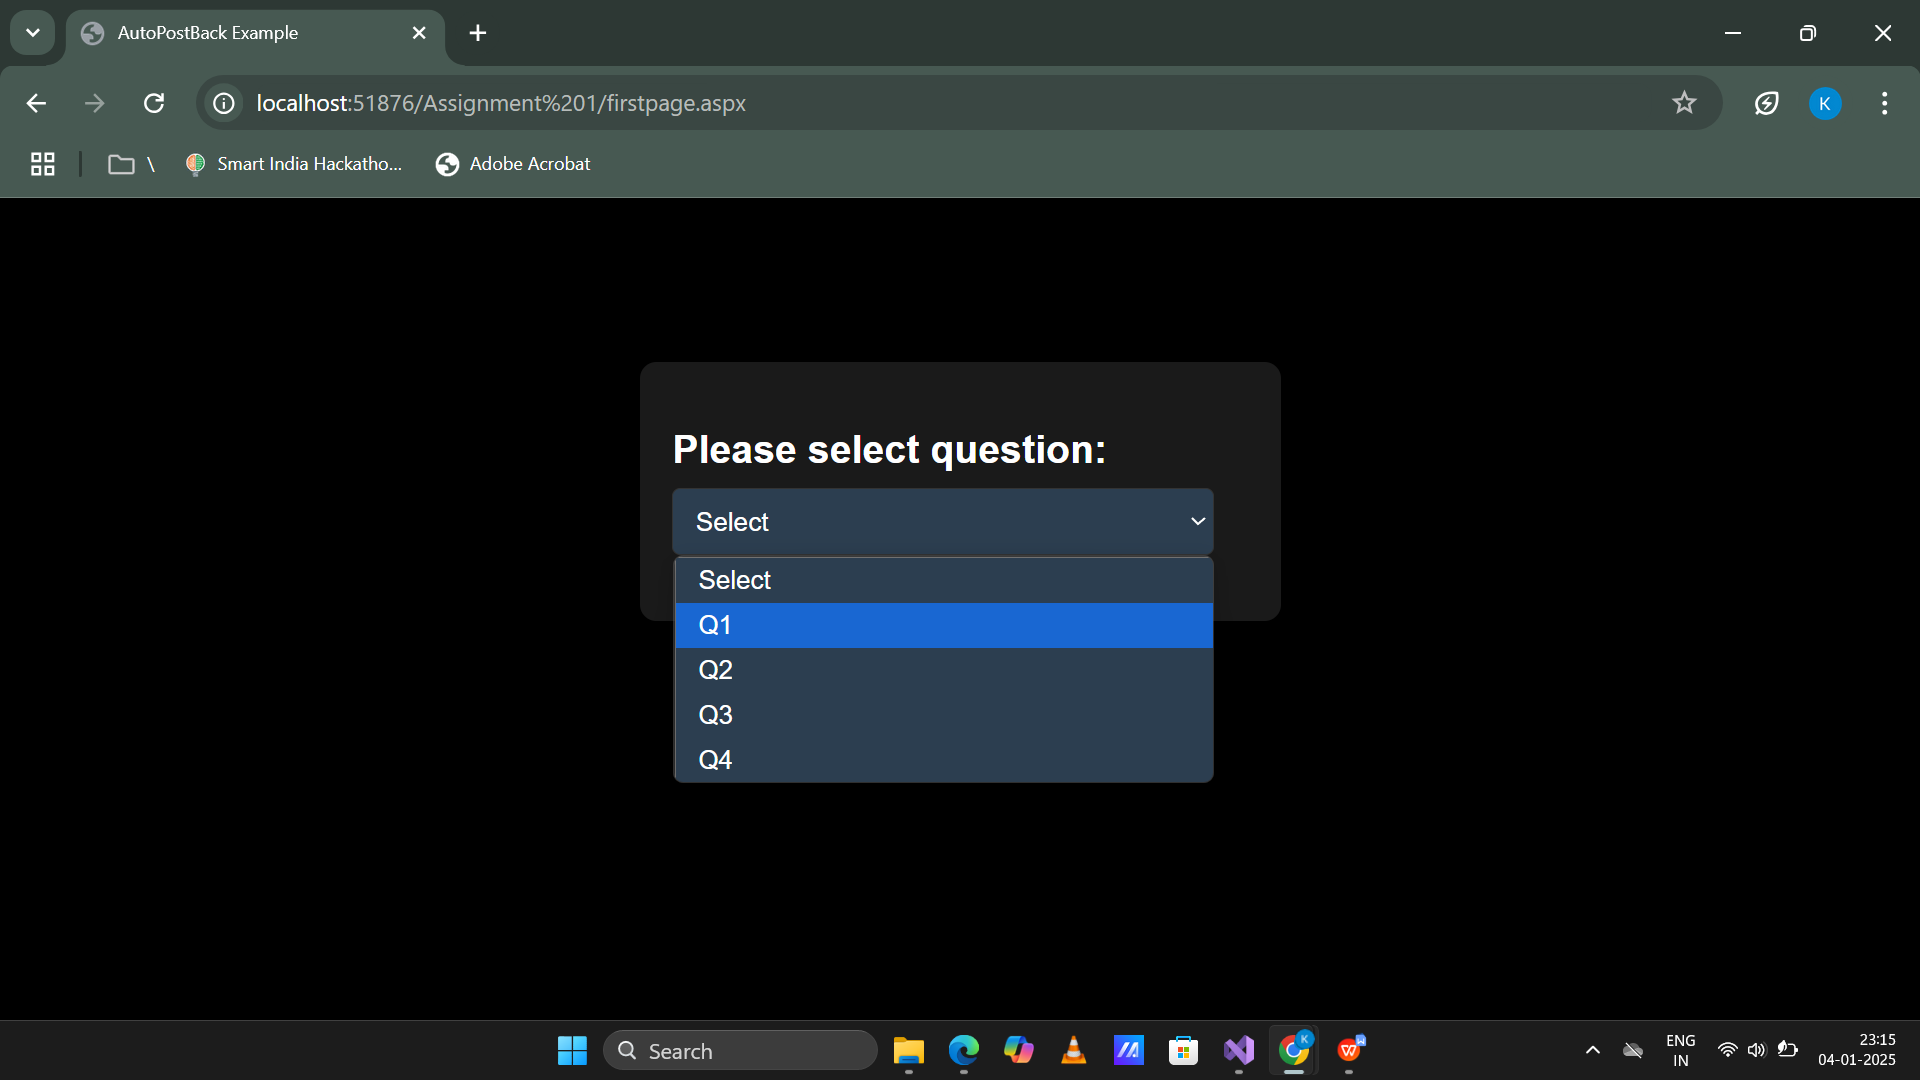 AutoPostBack Example
localhost:51876/Assignment%201/firstpage.aspx
K
\
Smart India Hackatho...
Adobe Acrobat
Please select question:
Select
Select
Q1
Q2
Q3
Q4
Search
K
W
W
ENG
IN
23:15
04-01-2025